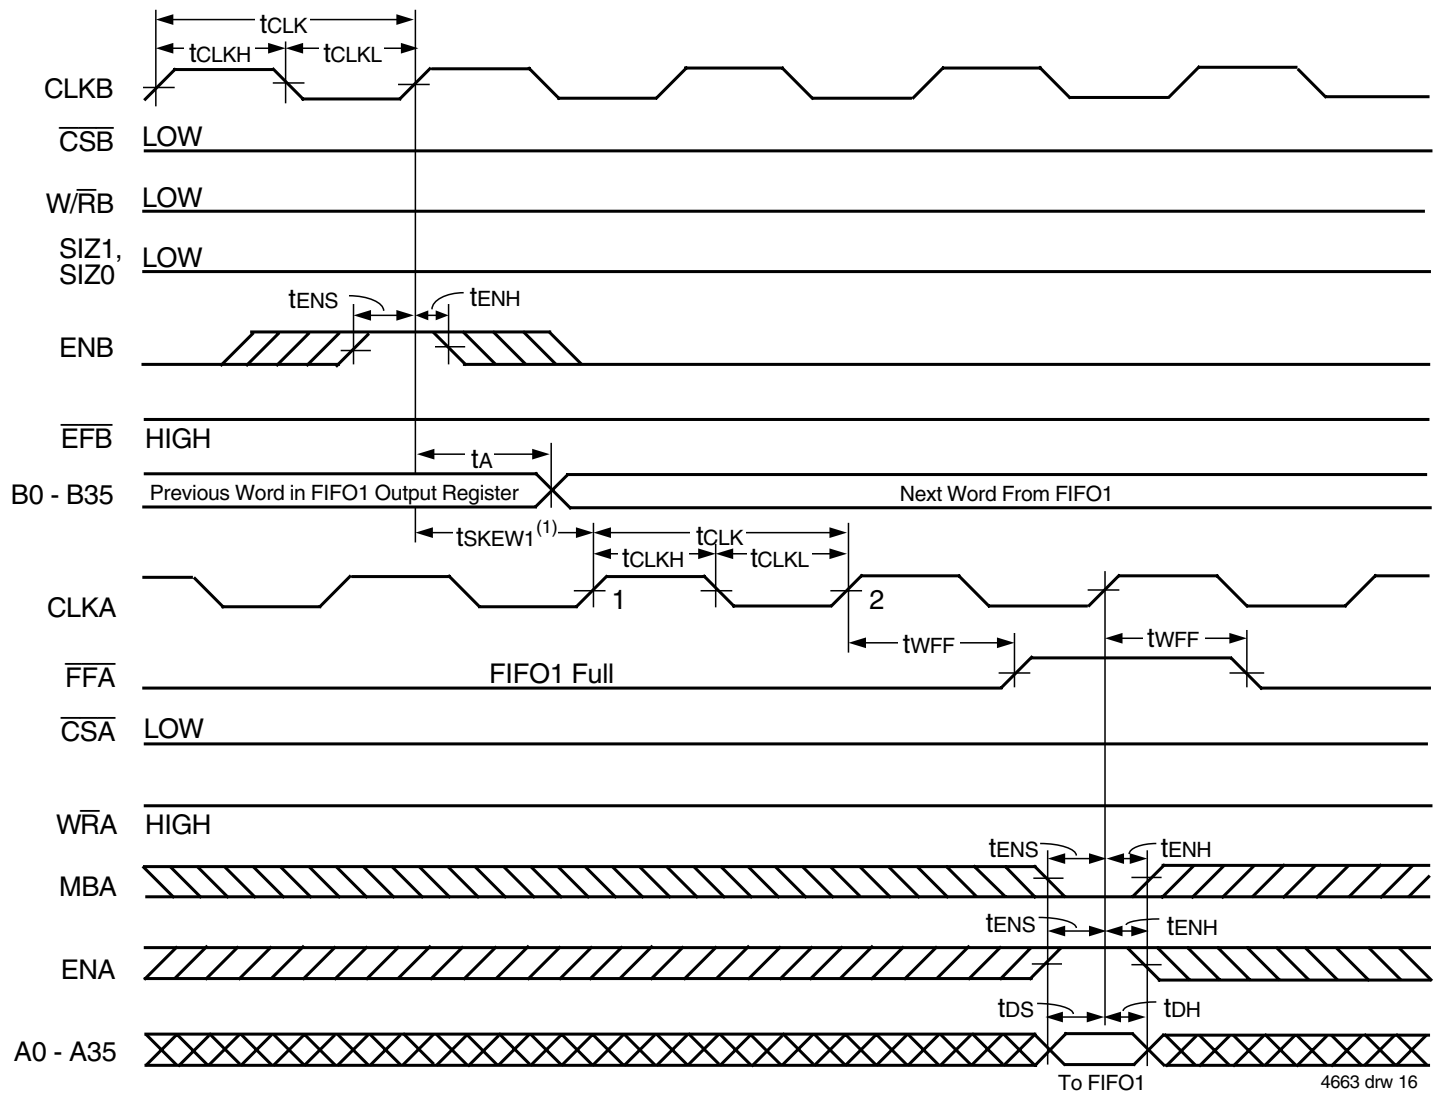 tCLK
tCLKH tCLKL
CLKB
CSB LOW
W/RB LOW
SIZ1,
SIZ0 LOW
tENS tENH
ENB
EFB HIGH
tA
B0 - B35 Previous Word in FIFO1 Output Register Next Word From FIFO1
tSKEW1(1) tCLK
tCLKH tCLKL
CLKA 1 2
tWFF tWFF
FFA FIFO1 Full
CSA LOW
WRA HIGH
tENS tENH
MBA
tENS tENH
ENA
tDS tDH
A0 - A35
To FIFO1 4663 drw 16